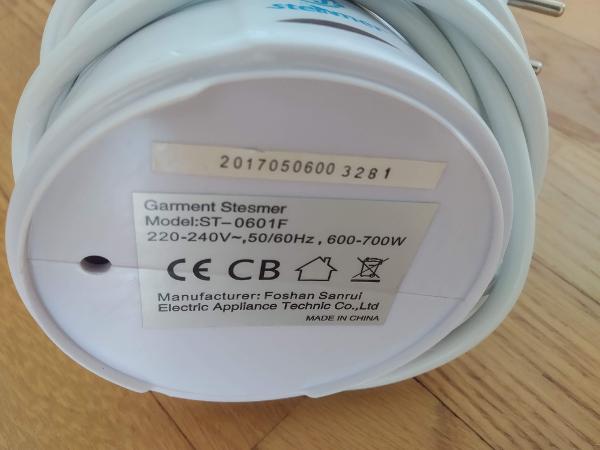 steamer
2017050600 3281
Garment Stesmer
Model:ST-0601F
220-240V~,50/60Hz, 600-700W
CE CB
Manufacturer: Foshan Sanrui
Electric Appliance Technic Co.,Ltd
MADE IN CHINA